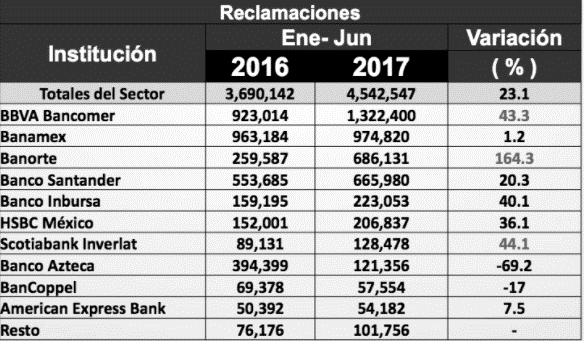 Reclamaciones
Institución Ene- Jun Variación
2016 2017 ( % )
Totales del Sector 3,690,142 4,542,547 23.1
BBVA Bancomer 923,014 1,322,400 43.3
Banamex 963,184 974,820 1.2
Banorte 259,587 686,131 164.3
Banco Santander 553,685 665,980 20.3
Banco Inbursa 159,195 223,053 40.1
HSBC México 152,001 206,837 36.1
Scotiabank Inverlat 89,131 128,478 44.1
Banco Azteca 394,399 121,356 -69.2
BanCoppel 69,378 57,554 -17
American Express Bank 50,392 54,182 7.5
Resto 76,176 101,756 -